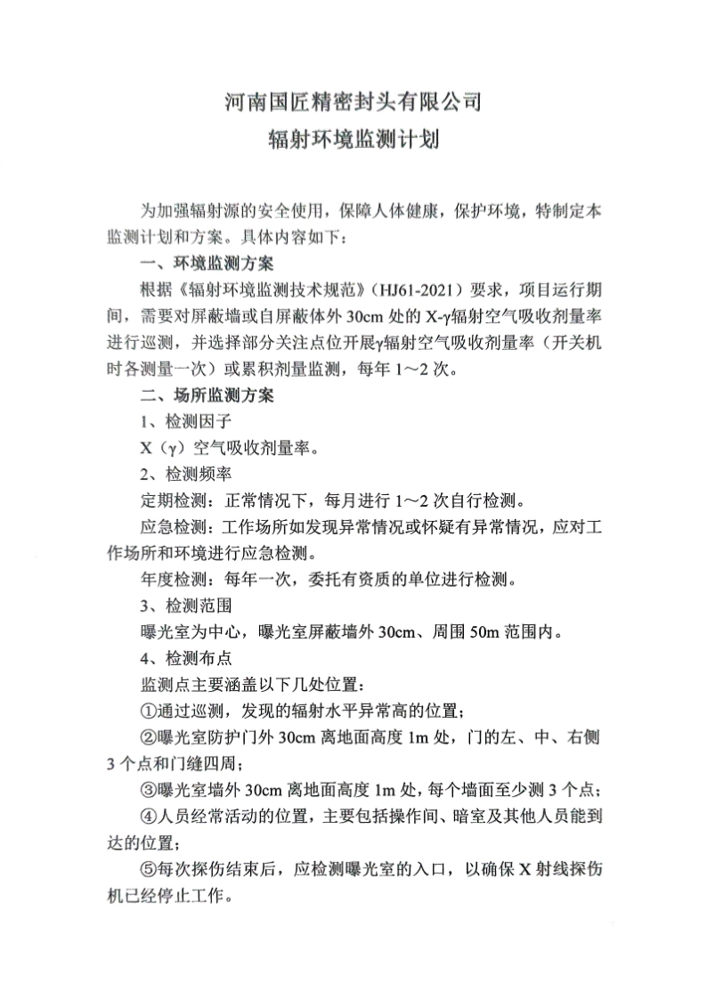 河南国匠精密封头有限公司
辐射环境监测计划
为加强辐射源的安全使用，保障人体健康，保护环境，特制定本
监测计划和方案。具体内容如下：
一、环境监测方案
根据《辐射环境监测技术规范》（HJ61-2021）要求，项目运行期
间，需要对屏蔽墙或自屏蔽体外 30cm 处的 X-γ辐射空气吸收剂量率
进行巡测，并选择部分关注点位开展γ辐射空气吸收剂量率（开关机
时各测量一次）或累积剂量监测，每年 1～2 次。
二、场所监测方案
1、检测因子
X（γ）空气吸收剂量率。
2、检测频率
定期检测：正常情况下，每月进行 1～2 次自行检测。
应急检测：工作场所如发现异常情况或怀疑有异常情况，应对工
作场所和环境进行应急检测。
年度检测：每年一次，委托有资质的单位进行检测。
3、检测范围
曝光室为中心，曝光室屏蔽墙外 30cm、周围 50m 范围内。
4、检测布点
监测点主要涵盖以下几处位置：
①通过巡测，发现的辐射水平异常高的位置；
②曝光室防护门外 30cm 离地面高度 1m 处，门的左、中、右侧
3 个点和门缝四周；
③曝光室墙外 30cm 离地面高度 1m 处，每个墙面至少测 3 个点；
④人员经常活动的位置，主要包括操作间、暗室及其他人员能到
达的位置；
⑤每次探伤结束后，应检测曝光室的入口，以确保 X 射线探伤
机已经停止工作。